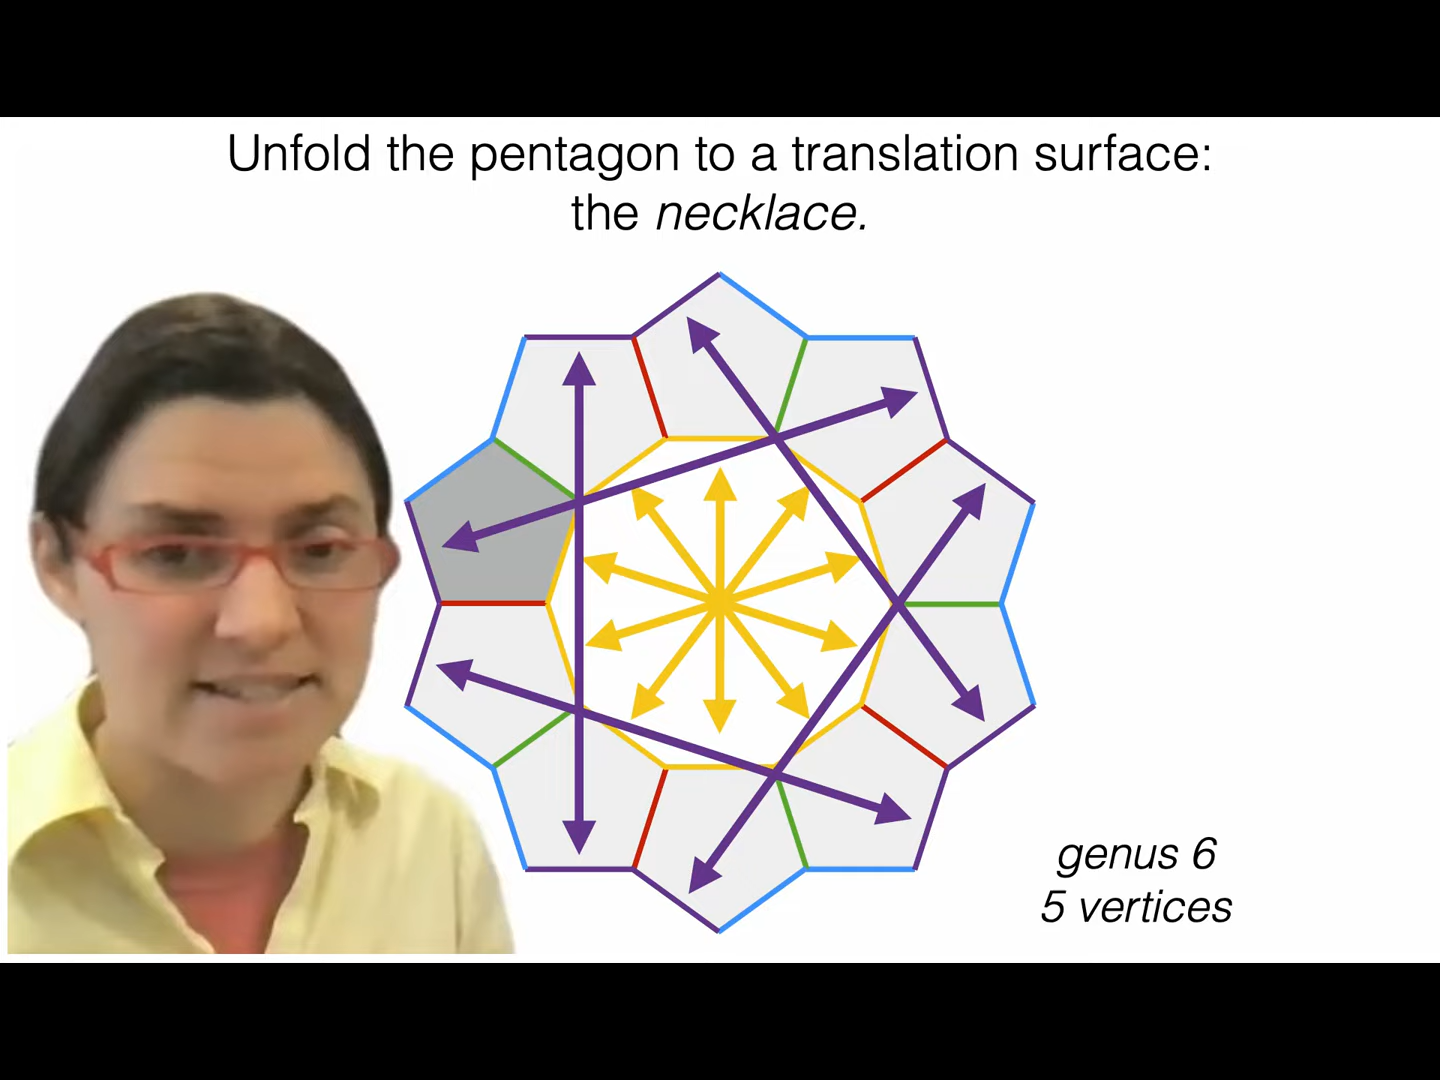 Unfold the pentagon to a translation surface:
the necklace.
genus 6
5 vertices